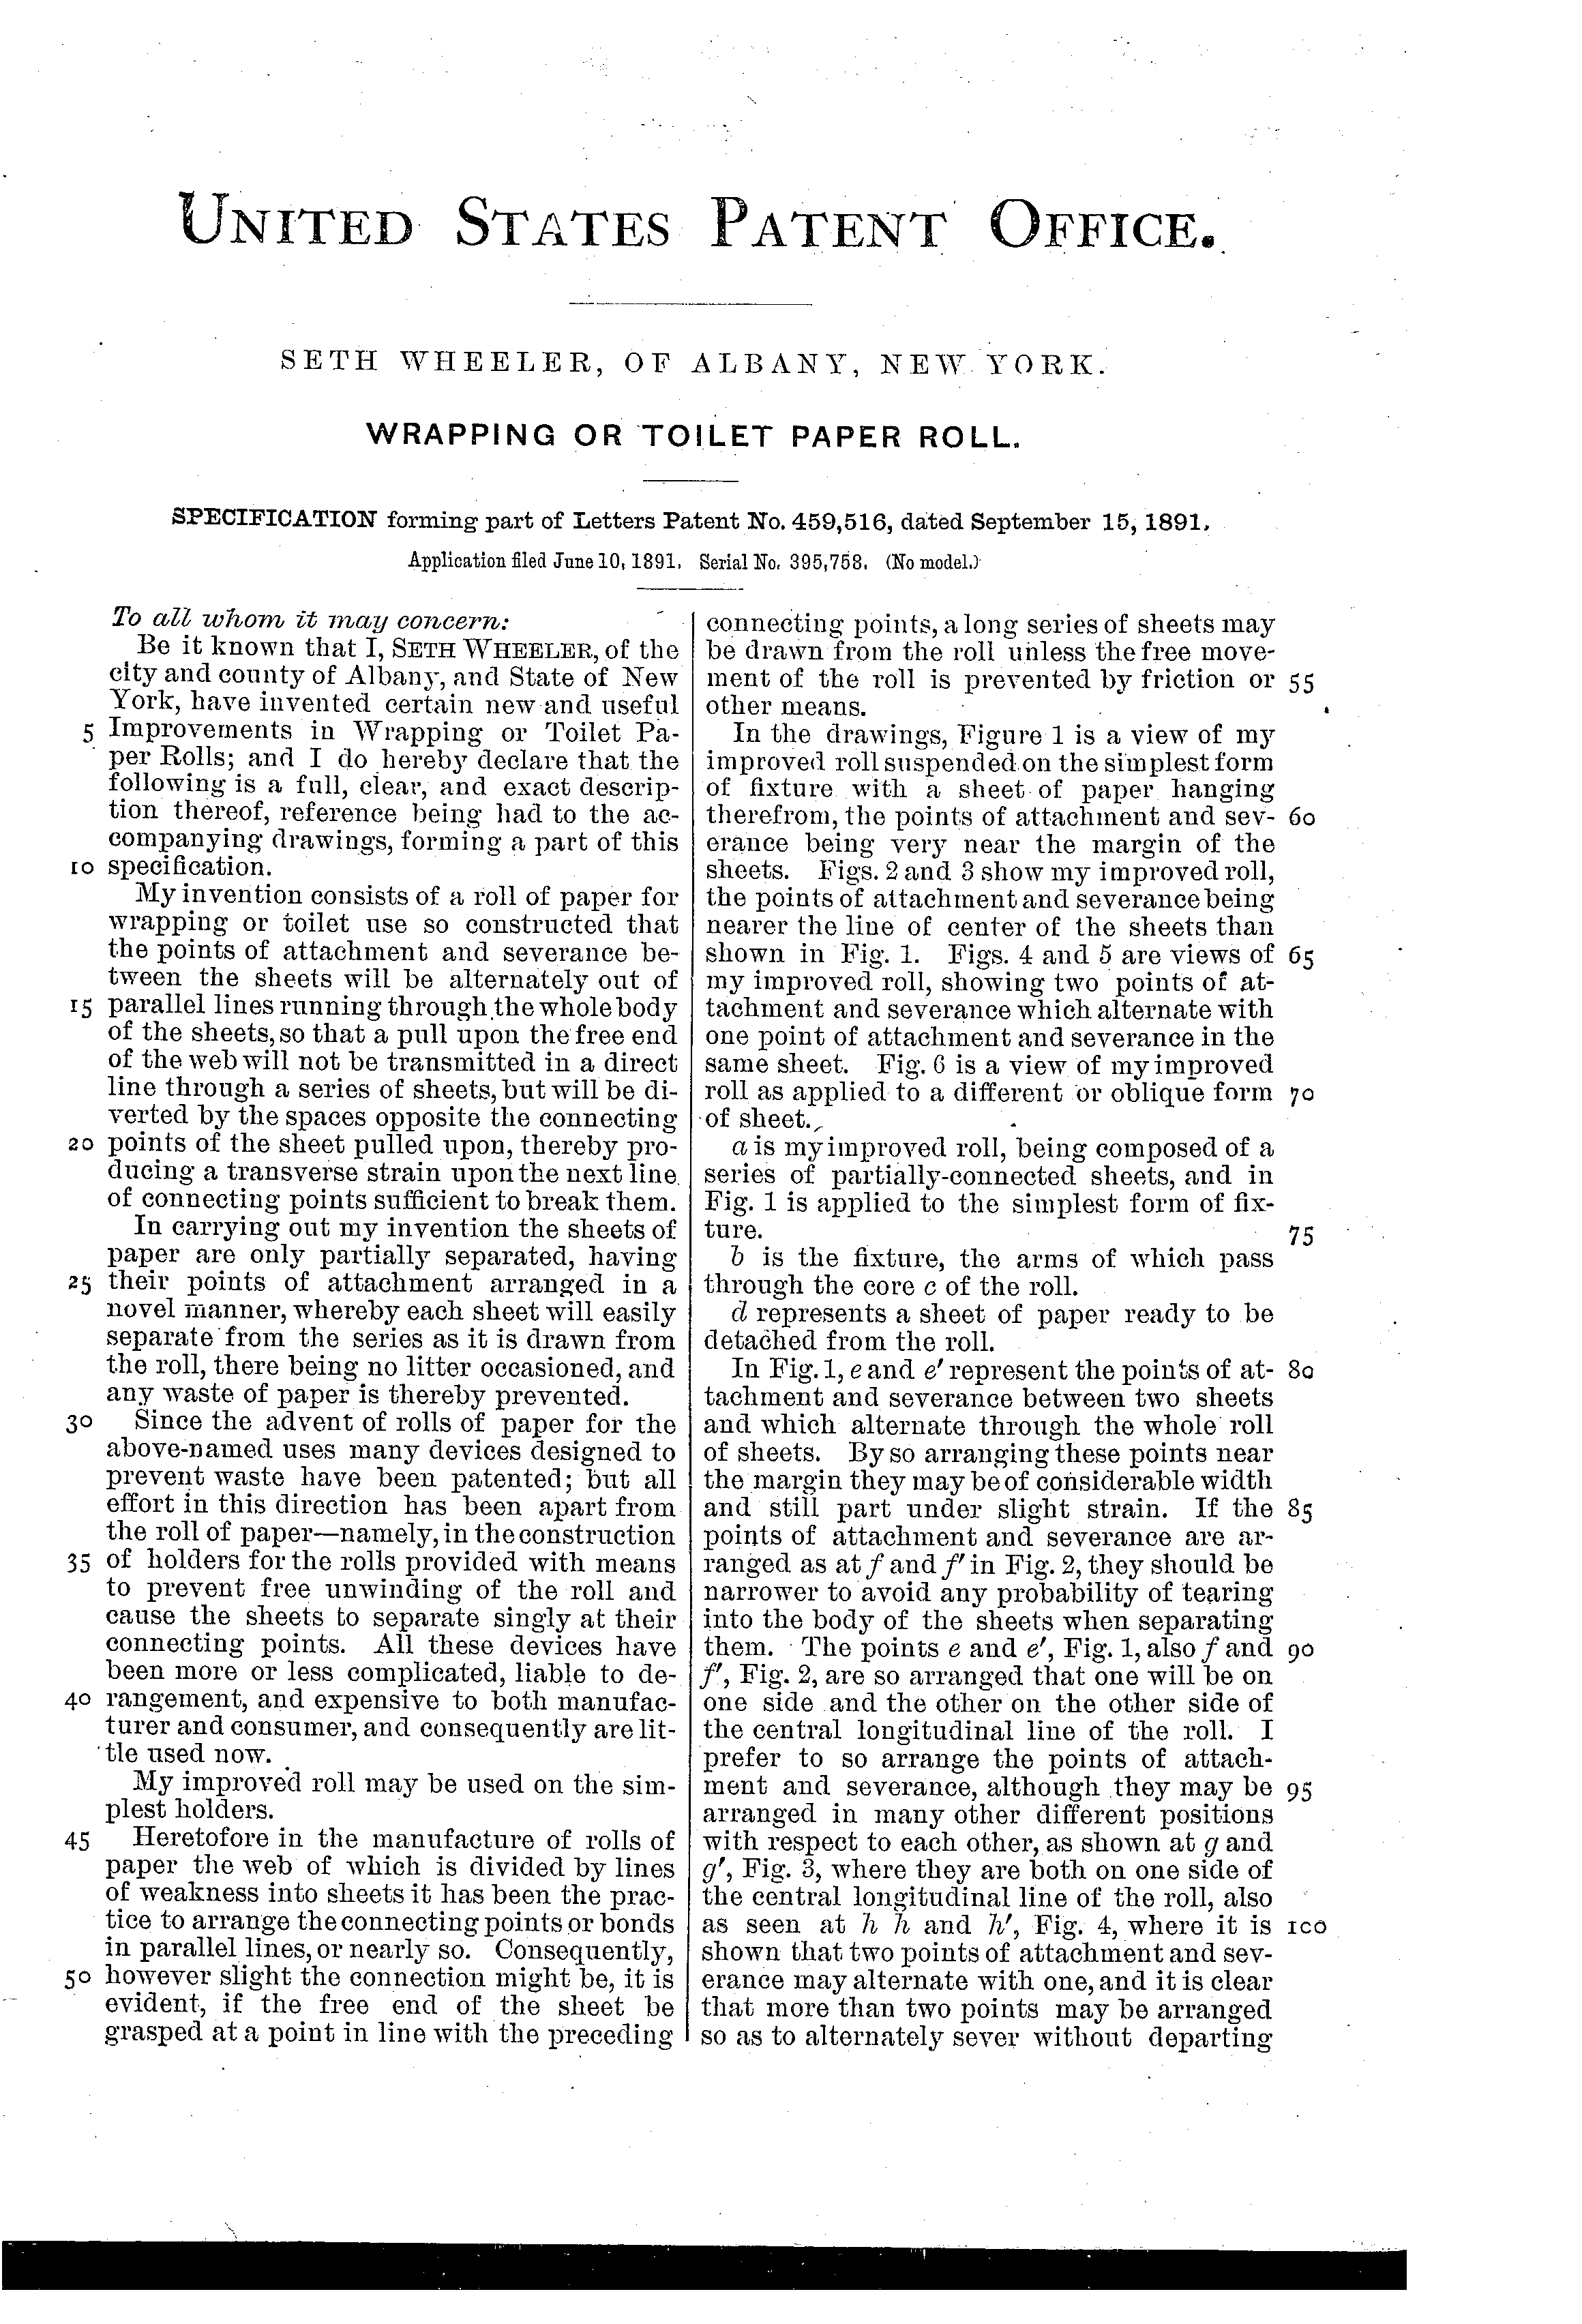 UNITED STATES PATENT OFFICE.
SETH WHEELER, OF ALBANY, NEW YORK.
WRAPPING OR TOILET PAPER ROLL.
SPECIFICATION forming part of Letters Patent No. 459,516, dated September 15, 1891.
Application filed June 10, 1891. Serial No. 395,758. (No model.)
To all whom it may concern:
Be it known that I, SETH WHEELER, of the
city and county of Albany, and State of New
York, have invented certain new and useful
5 Improvements in Wrapping or Toilet Pa-
per Rolls; and I do hereby declare that the
following is a full, clear, and exact descrip-
tion thereof, reference being had to the ac-
companying drawings, forming a part of this
10 specification.
My invention consists of a roll of paper for
wrapping or toilet use so constructed that
the points of attachment and severance be-
tween the sheets will be alternately out of
15 parallel lines running through the whole body
of the sheets, so that a pull upon the free end
of the web will not be transmitted in a direct
line through a series of sheets, but will be di-
verted by the spaces opposite the connecting
20 points of the sheet pulled upon, thereby pro-
ducing a transverse strain upon the next line
of connecting points sufficient to break them.
In carrying out my invention the sheets of
paper are only partially separated, having
25 their points of attachment arranged in a
novel manner, whereby each sheet will easily
separate from the series as it is drawn from
the roll, there being no litter occasioned, and
any waste of paper is thereby prevented.
30 Since the advent of rolls of paper for the
above-named uses many devices designed to
prevent waste have been patented; but all
effort in this direction has been apart from
the roll of paper—namely, in the construction
35 of holders for the rolls provided with means
to prevent free unwinding of the roll and
cause the sheets to separate singly at their
connecting points. All these devices have
been more or less complicated, liable to de-
40 rangement, and expensive to both manufac-
turer and consumer, and consequently are lit-
tle used now.
My improved roll may be used on the sim-
plest holders.
45 Heretofore in the manufacture of rolls of
paper the web of which is divided by lines
of weakness into sheets it has been the prac-
tice to arrange the connecting points or bonds
in parallel lines, or nearly so. Consequently,
50 however slight the connection might be, it is
evident, if the free end of the sheet be
grasped at a point in line with the preceding
connecting points, a long series of sheets may
be drawn from the roll unless the free move-
ment of the roll is prevented by friction or 55
other means.
In the drawings, Figure 1 is a view of my
improved roll suspended on the simplest form
of fixture with a sheet of paper hanging
therefrom, the points of attachment and sev- 60
erance being very near the margin of the
sheets. Figs. 2 and 3 show my improved roll,
the points of attachment and severance being
nearer the line of center of the sheets than
shown in Fig. 1. Figs. 4 and 5 are views of 65
my improved roll, showing two points of at-
tachment and severance which alternate with
one point of attachment and severance in the
same sheet. Fig. 6 is a view of my improved
roll as applied to a different or oblique form 70
of sheet.
a is my improved roll, being composed of a
series of partially-connected sheets, and in
Fig. 1 is applied to the simplest form of fix-
ture. 75
b is the fixture, the arms of which pass
through the core c of the roll.
d represents a sheet of paper ready to be
detached from the roll.
In Fig. 1, e and e' represent the points of at- 80
tachment and severance between two sheets
and which alternate through the whole roll
of sheets. By so arranging these points near
the margin they may be of considerable width
and still part under slight strain. If the 85
points of attachment and severance are ar-
ranged as at f and f' in Fig. 2, they should be
narrower to avoid any probability of tearing
into the body of the sheets when separating
them. The points e and e', Fig. 1, also f and 90
f', Fig. 2, are so arranged that one will be on
one side and the other on the other side of
the central longitudinal line of the roll. I
prefer to so arrange the points of attach-
ment and severance, although they may be 95
arranged in many other different positions
with respect to each other, as shown at g and
g', Fig. 3, where they are both on one side of
the central longitudinal line of the roll, also
as seen at h h and h', Fig. 4, where it is 100
shown that two points of attachment and sev-
erance may alternate with one, and it is clear
that more than two points may be arranged
so as to alternately sever without departing